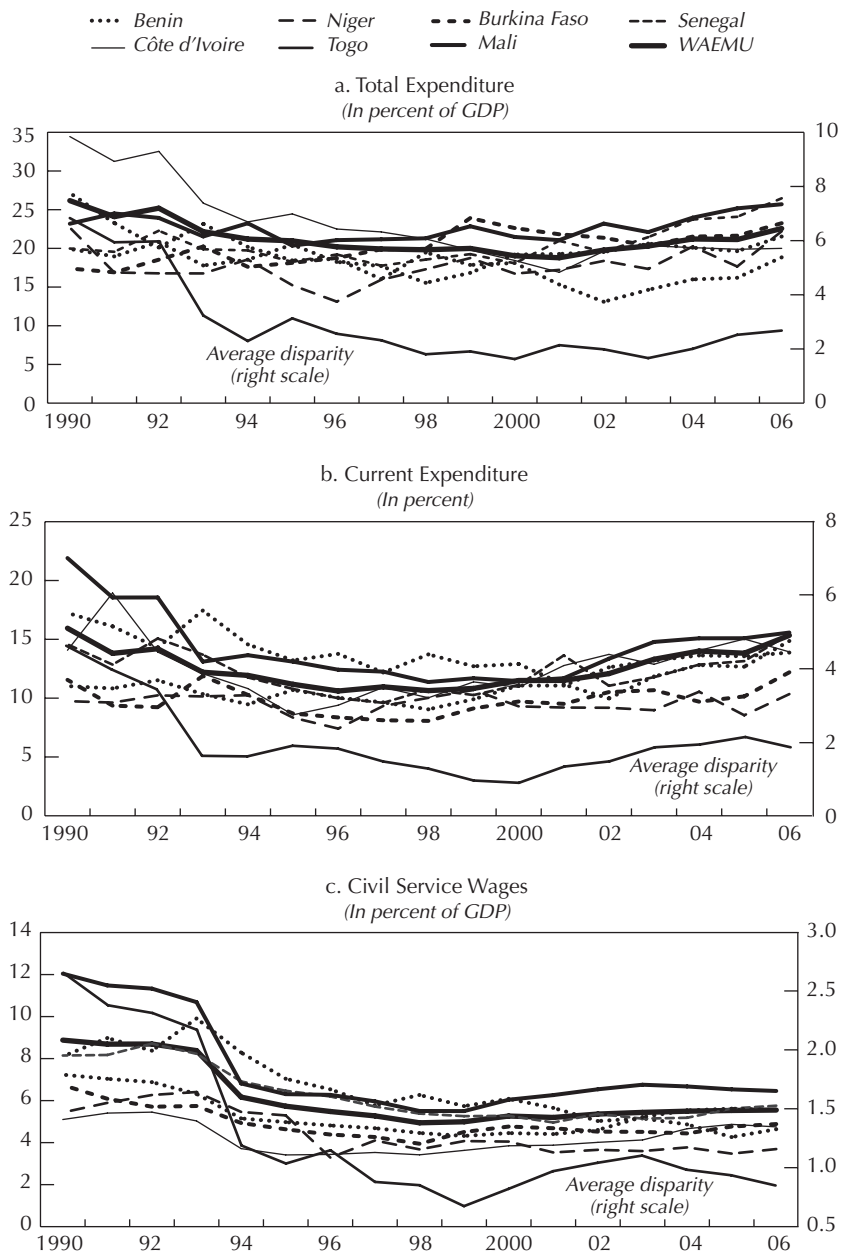 Benin Niger Burkina Faso Senegal
Côte d'Ivoire Togo Mali WAEMU
a. Total Expenditure
(In percent of GDP)
35 10
30
8
25
20 6
15
4
10
Average disparity
(right scale)
2
5
0 0
1990 92 94 96 98 2000 02 04 06
b. Current Expenditure
(In percent)
25 8
20
6
15
4
10
5
2
Average disparity
(right scale)
0 0
1990 92 94 96 98 2000 02 04 06
c. Civil Service Wages
(In percent of GDP)
14 3.0
12
2.5
10
2.0
8
6
1.5
4
1.0
2
Average disparity
(right scale)
0 0.5
1990 92 94 96 98 2000 02 04 06